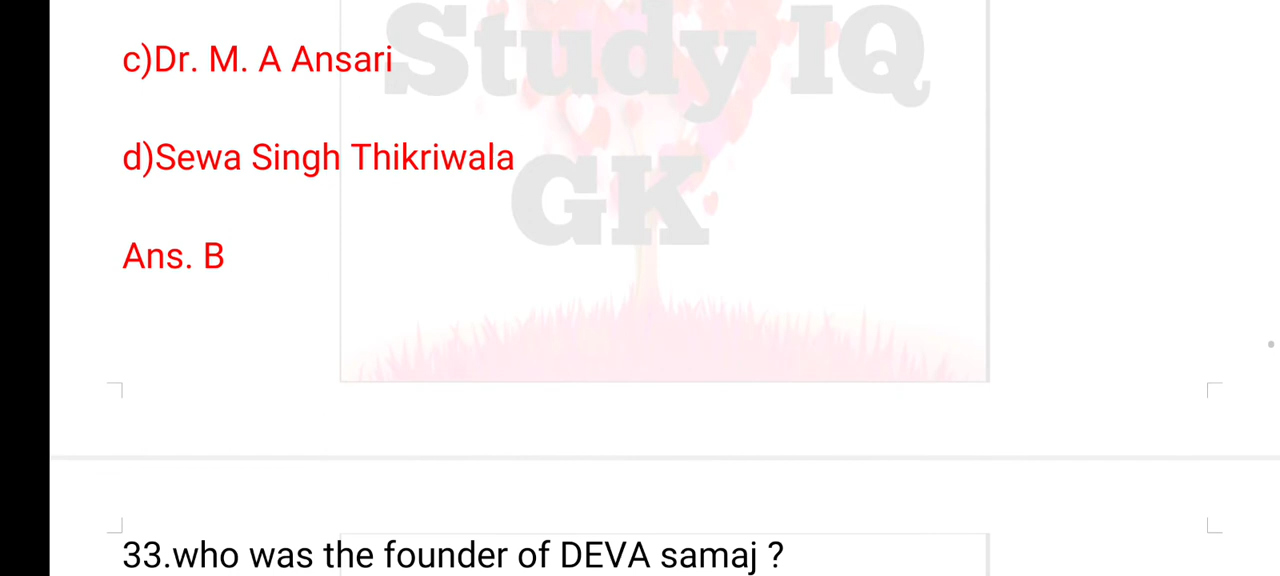 Study IQ
c)Dr. M. A Ansari
d)Sewa Singh Thikriwala
GK
Ans. B
33.who was the founder of DEVA samaj ?